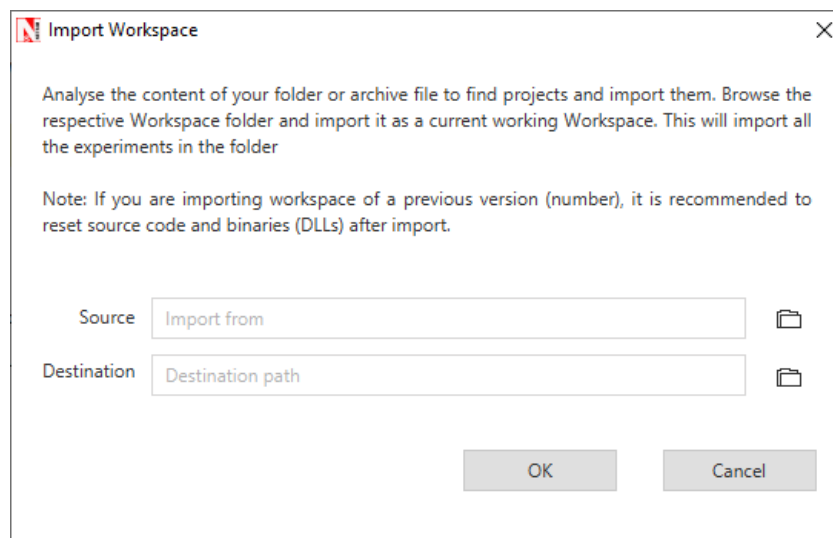 Import Workspace
Analyse the content of your folder or archive file to find projects and import them. Browse the
respective Workspace folder and import it as a current working Workspace. This will import all
the experiments in the folder
Note: If you are importing workspace of a previous version (number), it is recommended to
reset source code and binaries (DLLs) after import.
Source Import from
Destination Destination path
OK Cancel